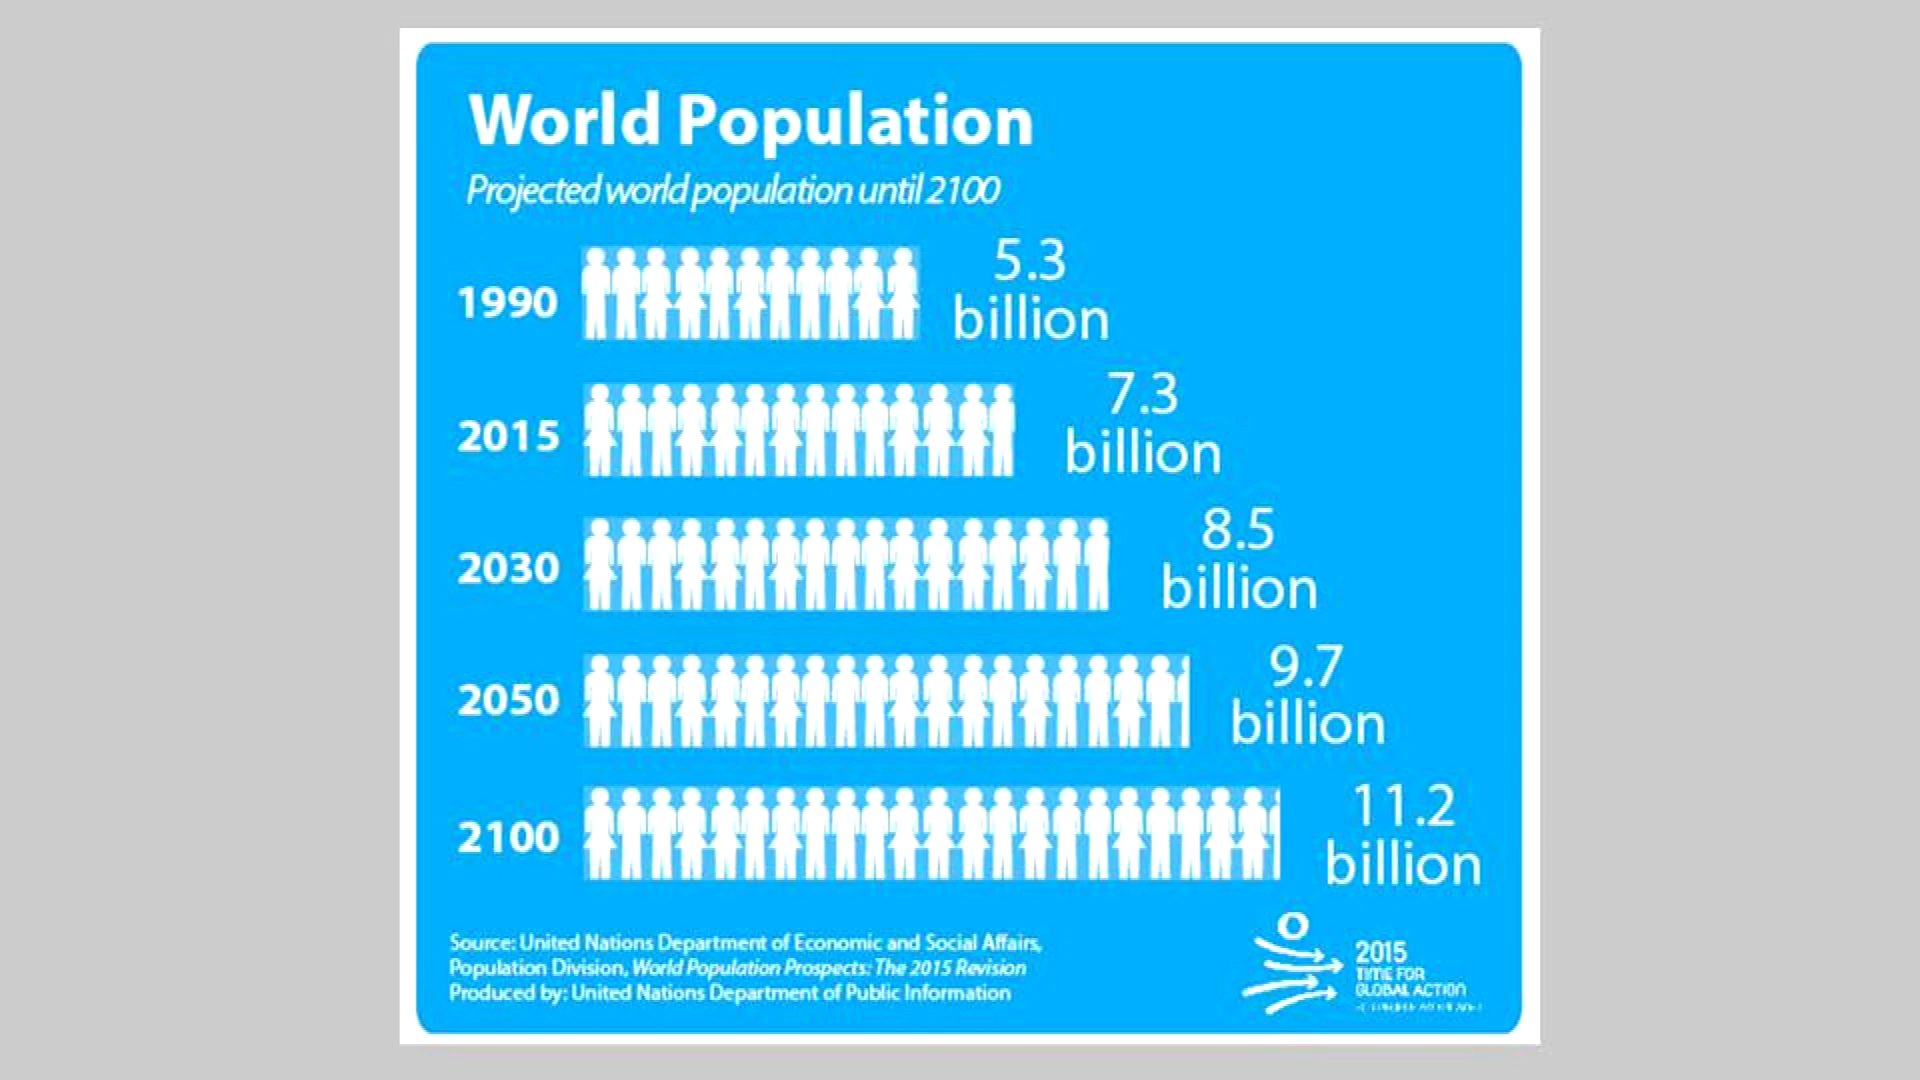 World Population
Projected world population until 2100
1990
5.3
billion
2015
7.3
billion
2030
8.5
billion
2050
9.7
billion
2100
11.2
billion
Source: United Nations Department of Economic and Social Affairs,
Population Division, World Population Prospects: The 2015 Revision
Produced by: United Nations Department of Public Information
2015
TIME FOR
GLOBAL ACTION